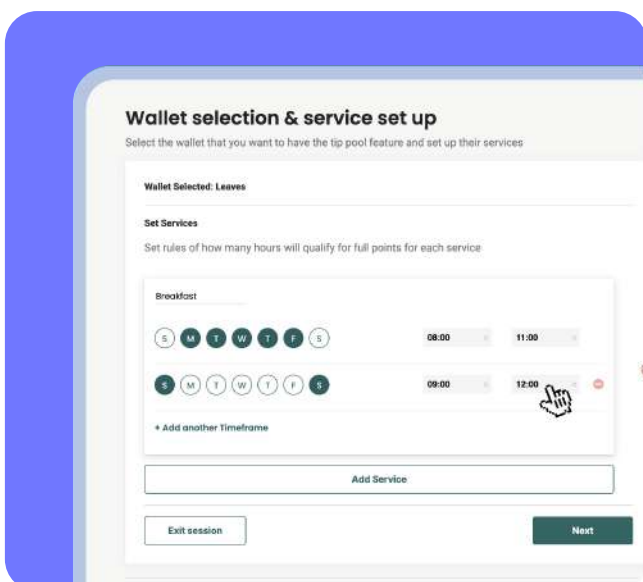 Wallet selection & service set up
Select the wallet that you want to have the tip pool feature and set up their services
Wallet Selected: Leaves
Set Services
Set rules of how many hours will qualify for full points for each service
Breakfast
S M T W T F S 08:00 11:00
S M T W T F S 09:00 12:00
+ Add another Timeframe
Add Service
Exit session Next